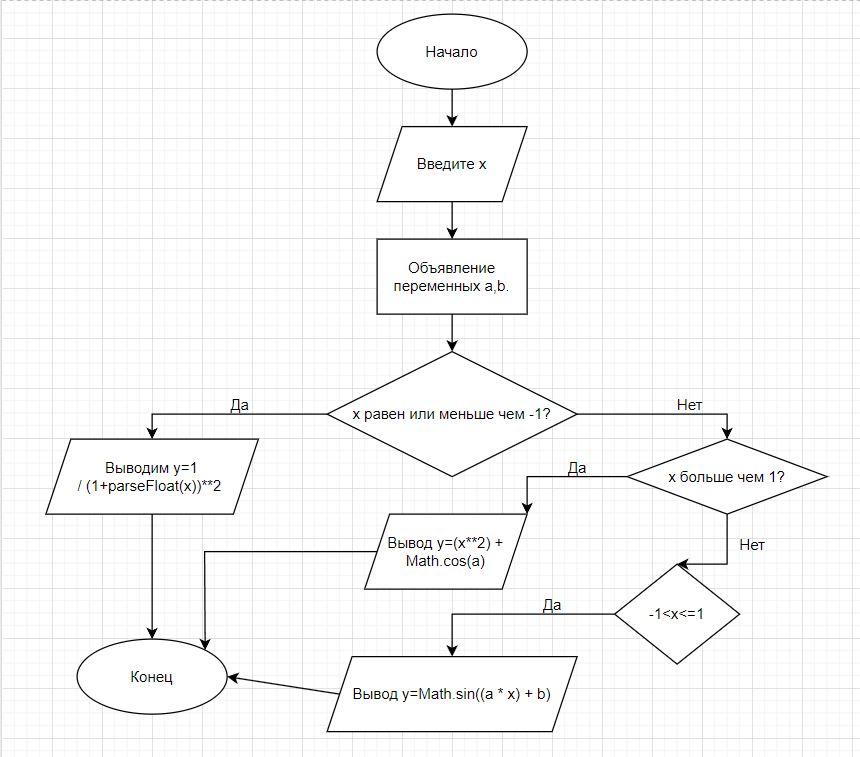 Начало
Введите x
Объявление
переменных a,b.
x равен или меньше чем -1?
Да
Нет
Выводим y=1
/ (1+parseFloat(x))**2
x больше чем 1?
Да
Вывод y=(x**2) +
Math.cos(a)
Нет
-1<x<=1
Да
Вывод y=Math.sin((a * x) + b)
Конец